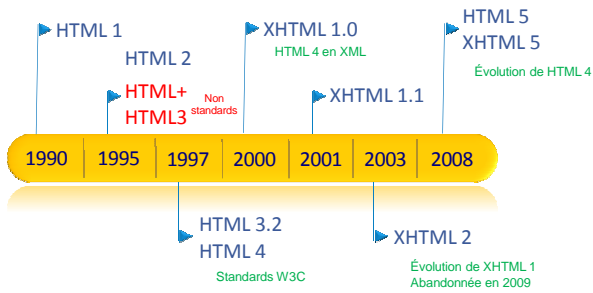 HTML 1
HTML 2
HTML+
HTML3
Non
standards
XHTML 1.0
HTML 4 en XML
XHTML 1.1
HTML 5
XHTML 5
Évolution de HTML 4
1990 1995 1997 2000 2001 2003 2008
HTML 3.2
HTML 4
Standards W3C
XHTML 2
Évolution de XHTML 1
Abandonnée en 2009